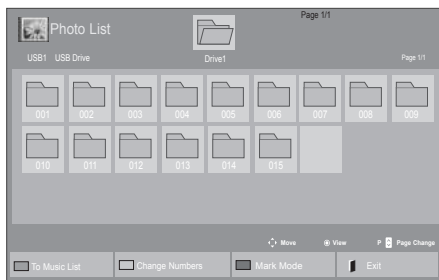 Photo List
Page 1/1
USB1 USB Drive
Drive1
Page 1/1
001 002 003 004 005 006 007 008 009
010 011 012 013 014 015
Move View P Page Change
To Music List Change Numbers Mark Mode Exit